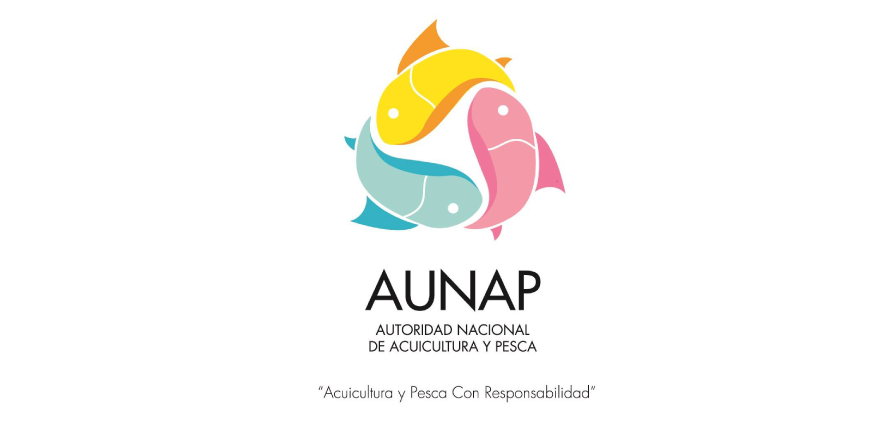 AUNAP
AUTORIDAD NACIONAL
DE ACUICULTURA Y PESCA
“Acuicultura y Pesca Con Responsabilidad”